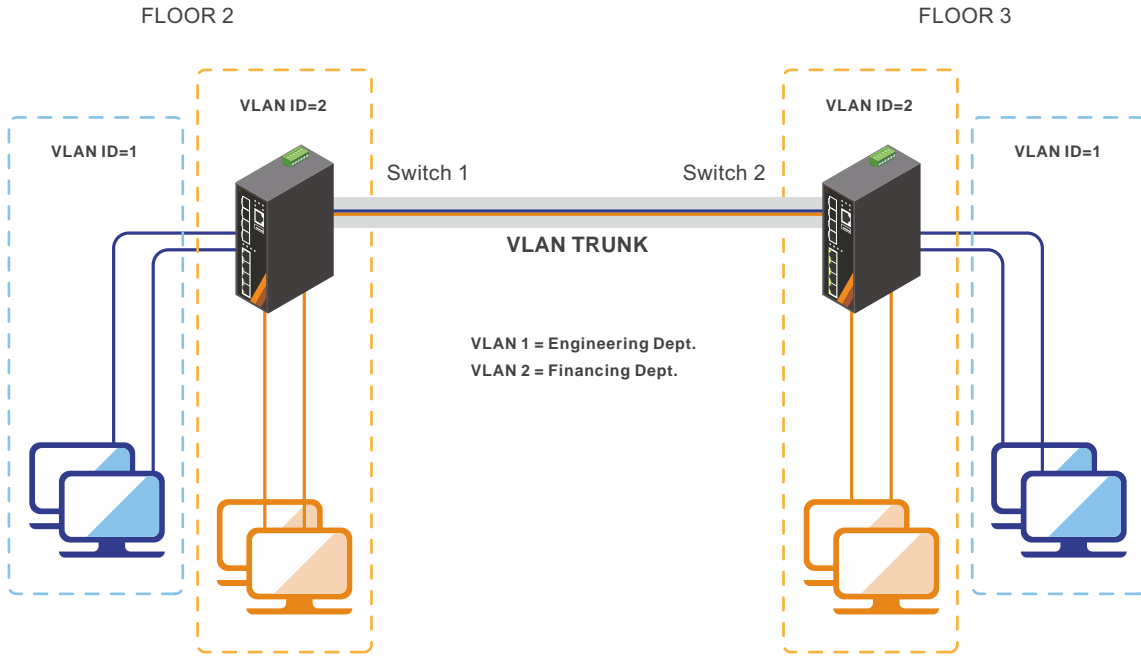 FLOOR 2
FLOOR 3
VLAN ID=2
VLAN ID=2
VLAN ID=1
VLAN ID=1
Switch 1
Switch 2
VLAN TRUNK
VLAN 1 = Engineering Dept.
VLAN 2 = Financing Dept.